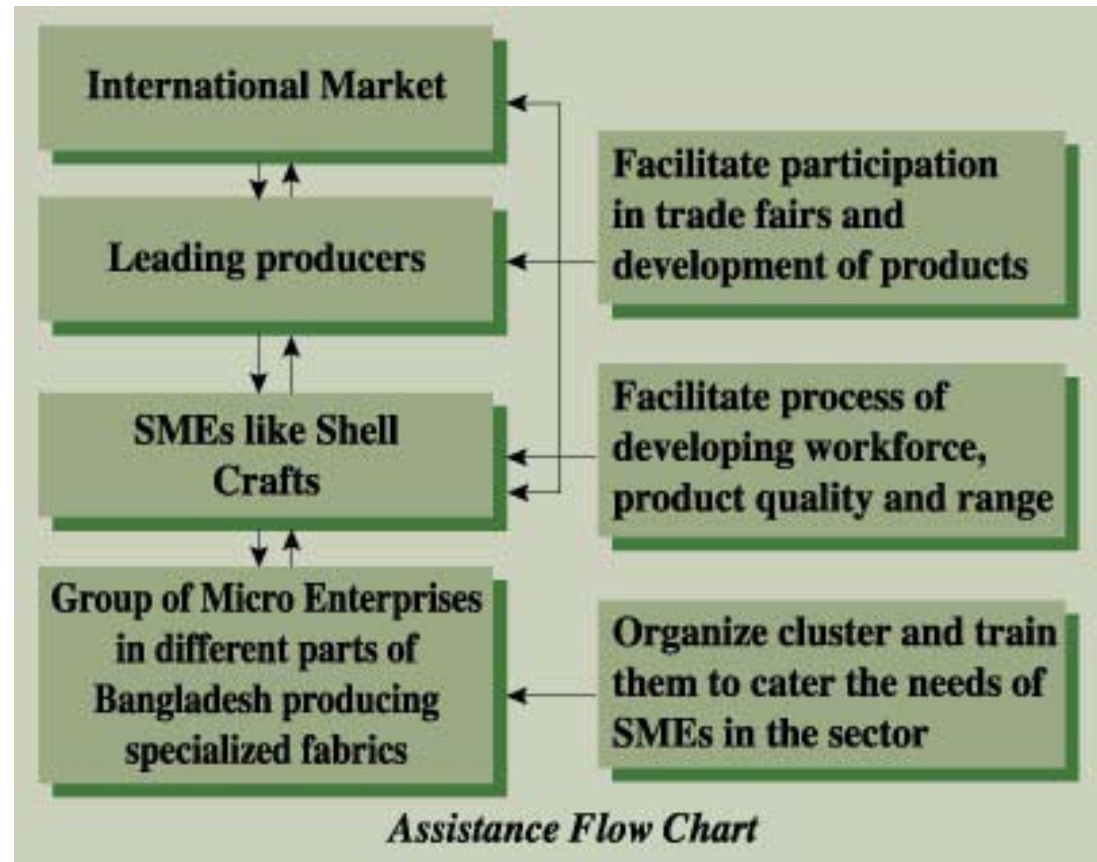 International Market
Leading producers
SMEs like Shell
Crafts
Group of Micro Enterprises
in different parts of
Bangladesh producing
specialized fabrics
Facilitate participation
in trade fairs and
development of products
Facilitate process of
developing workforce,
product quality and range
Organize cluster and train
them to cater the needs of
SMEs in the sector
Assistance Flow Chart